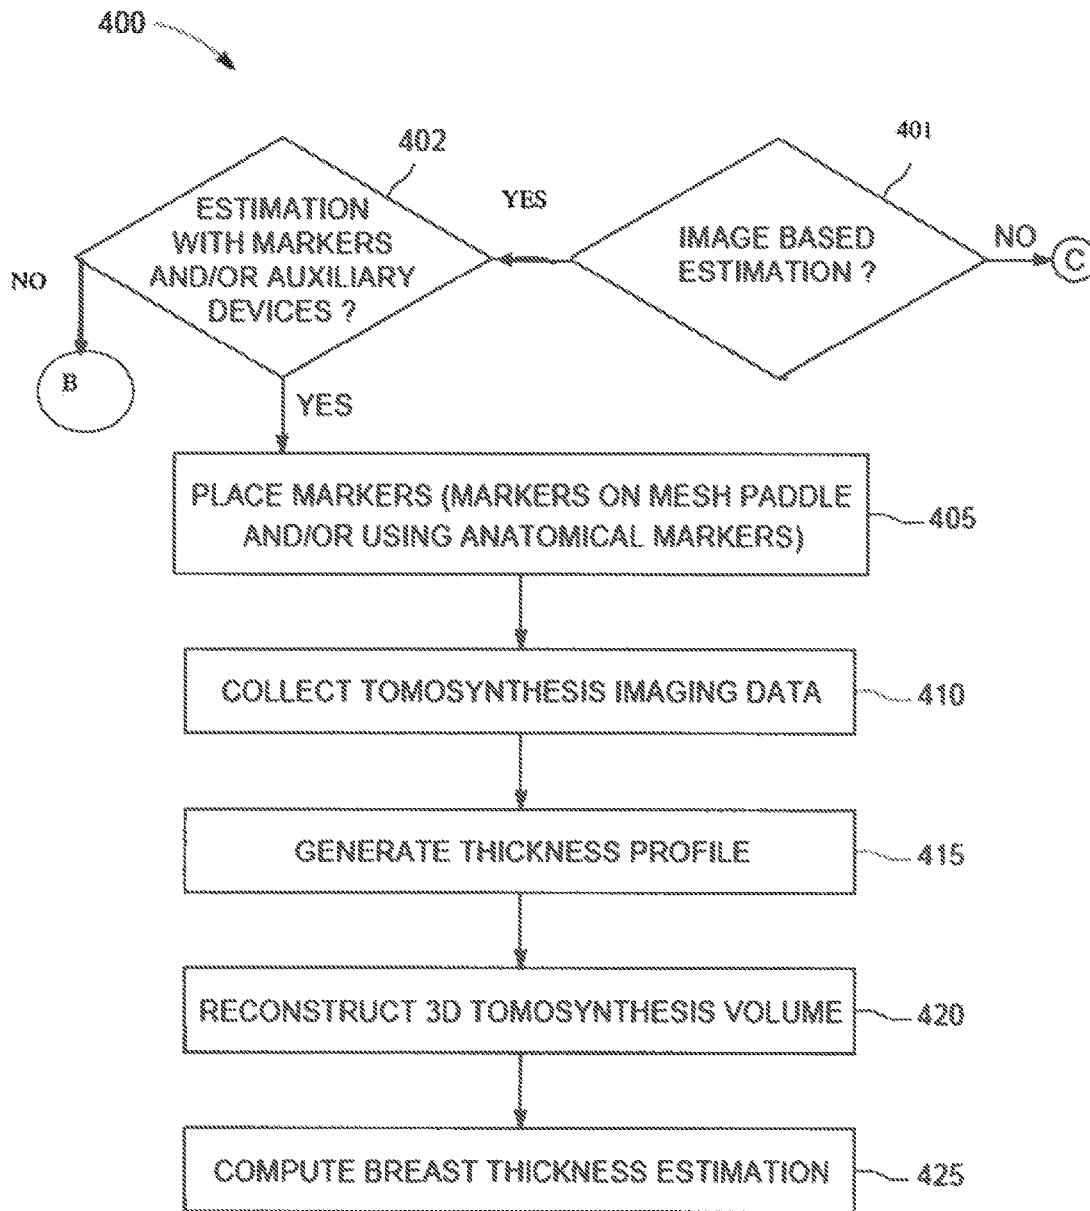 400
402
401
ESTIMATION
WITH MARKERS
AND/OR AUXILIARY
DEVICES ?
YES
IMAGE BASED
ESTIMATION ?
NO
C
NO
B
YES
PLACE MARKERS (MARKERS ON MESH PADDLE
AND/OR USING ANATOMICAL MARKERS)
405
COLLECT TOMOSYNTHESIS IMAGING DATA
410
GENERATE THICKNESS PROFILE
415
RECONSTRUCT 3D TOMOSYNTHESIS VOLUME
420
COMPUTE BREAST THICKNESS ESTIMATION
425